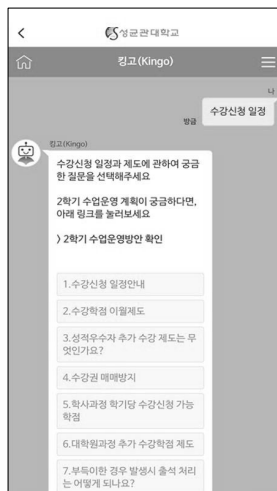 성균관대학교
킹고(Kingo)
나
수강신청 일정
방금
킹고(Kingo)
수강신청 일정과 제도에 관하여 궁금
한 질문을 선택해주세요
2학기 수업운영 계획이 궁금하다면,
아래 링크를 눌러보세요
> 2학기 수업운영방안 확인
1.수강신청 일정안내
2.수강학점 이월제도
3.성적우수자 추가 수강 제도는 무
엇인가요?
4.수강권 매매방지
5.학사과정 학기당 수강신청 가능
학점
6.대학원과정 추가 수강학점 제도
7.부득이한 경우 발생시 출석 처리
는 어떻게 되나요?